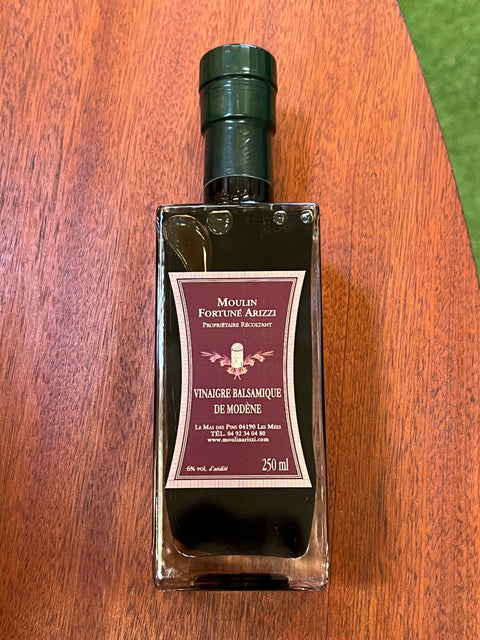 MOULIN
FORTUNÉ ARIZZI
PROPRIÉTAIRE RÉCOLTANT
VINAIGRE BALSAMIQUE
DE MODÈNE
LE MAS DES PINS 04190 LES MÉES
TÉL. 04 92 34 04 80
www.moulinarizzi.com
6% vol. d'acidité 250 ml